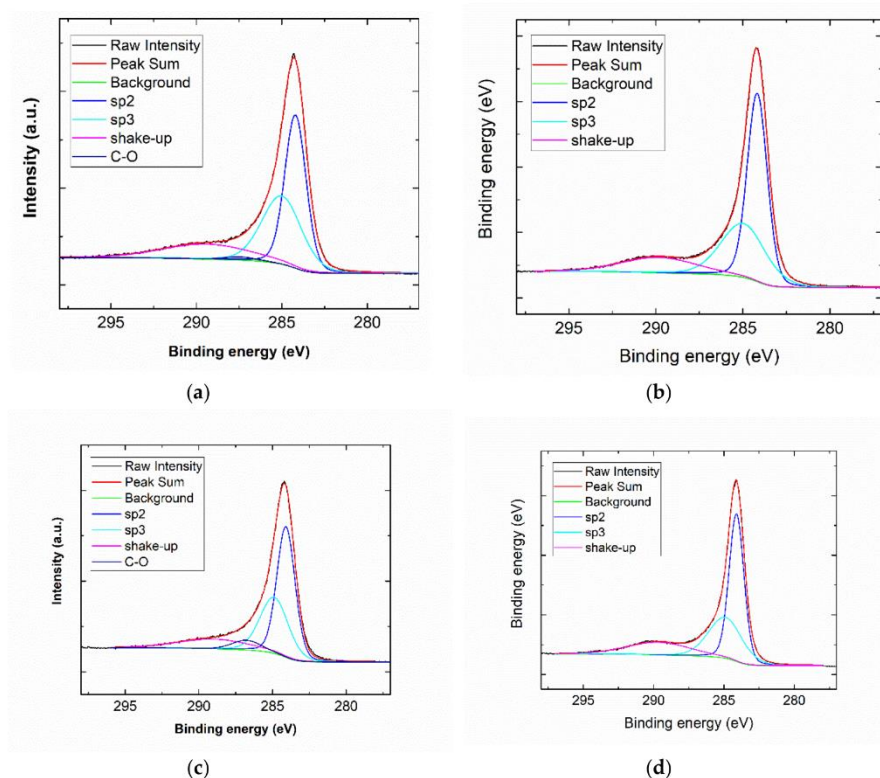 Raw Intensity
Peak Sum
Background
sp2
sp3
shake-up
C-O
Intensity (a.u.)
295 290 285 280
Binding energy (eV)
(a)
Raw Intensity
Peak Sum
Background
sp2
sp3
shake-up
Binding energy (eV)
295 290 285 280
Binding energy (eV)
(b)
Raw Intensity
Peak Sum
Background
sp2
sp3
shake-up
C-O
Intensity (a.u.)
295 290 285 280
Binding energy (eV)
(c)
Raw Intensity
Peak Sum
Background
sp2
sp3
shake-up
Binding energy (eV)
295 290 285 280
Binding energy (eV)
(d)